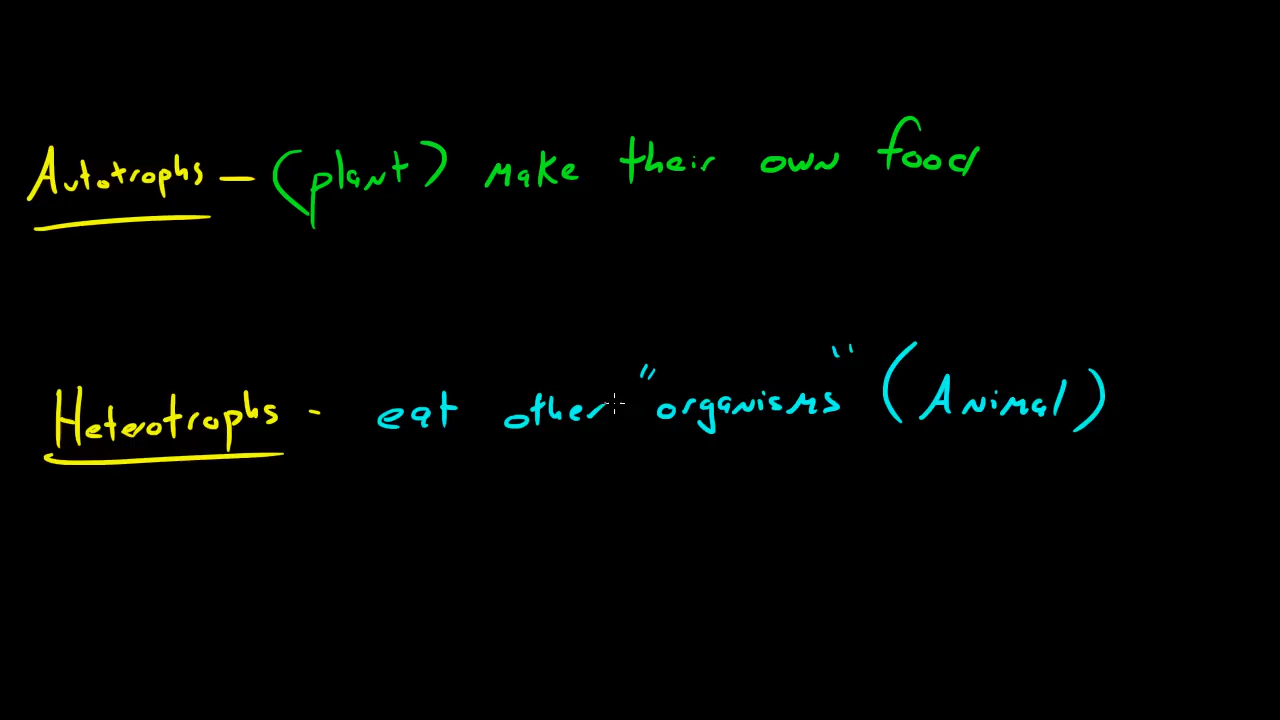 Autotrophs - (plant) make their own food
Heterotrophs - eat other "organisms" (Animal)